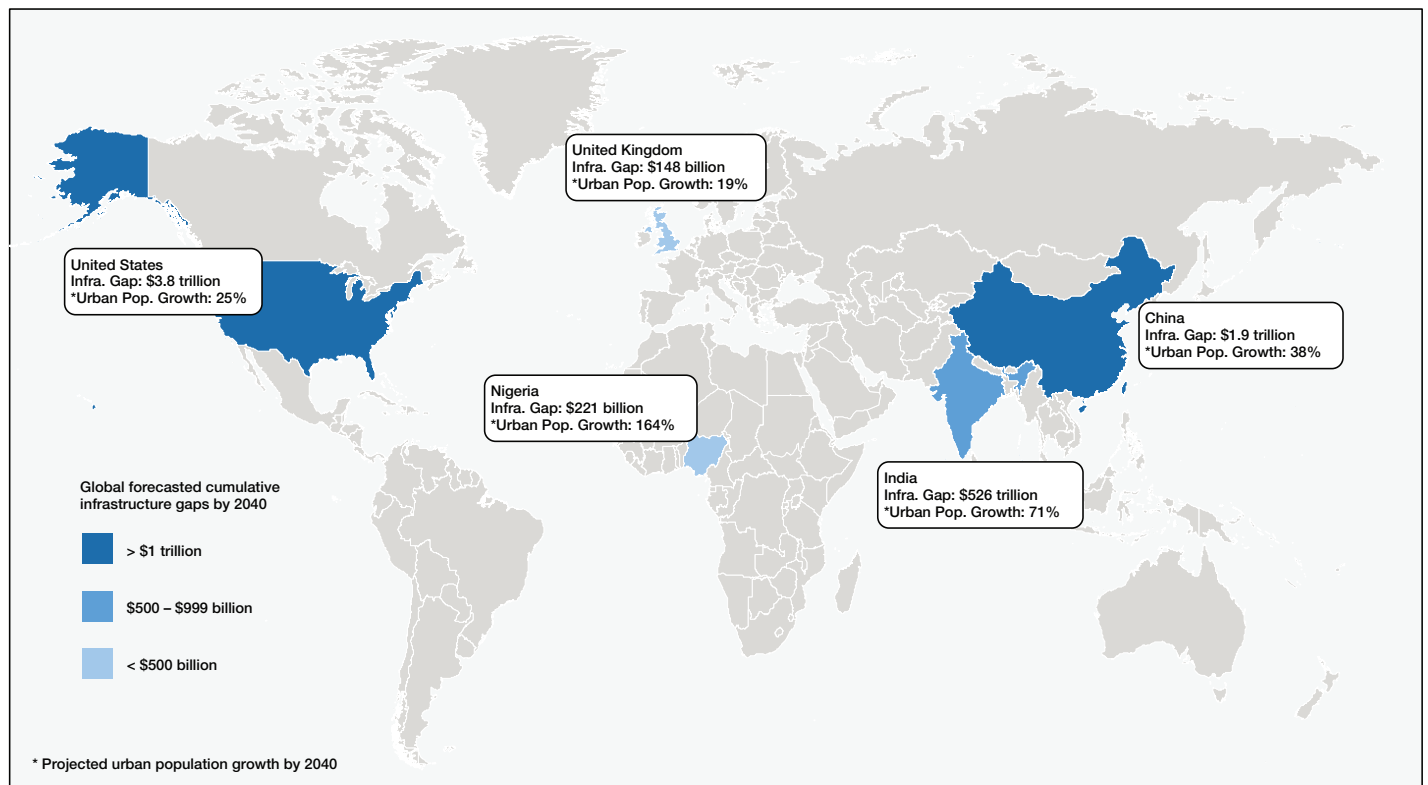 United Kingdom
Infra. Gap: $148 billion
*Urban Pop. Growth: 19%
United States
Infra. Gap: $3.8 trillion
*Urban Pop. Growth: 25%
China
Infra. Gap: $1.9 trillion
*Urban Pop. Growth: 38%
Nigeria
Infra. Gap: $221 billion
*Urban Pop. Growth: 164%
India
Infra. Gap: $526 trillion
*Urban Pop. Growth: 71%
Global forecasted cumulative
infrastructure gaps by 2040
> $1 trillion
$500 – $999 billion
< $500 billion
* Projected urban population growth by 2040